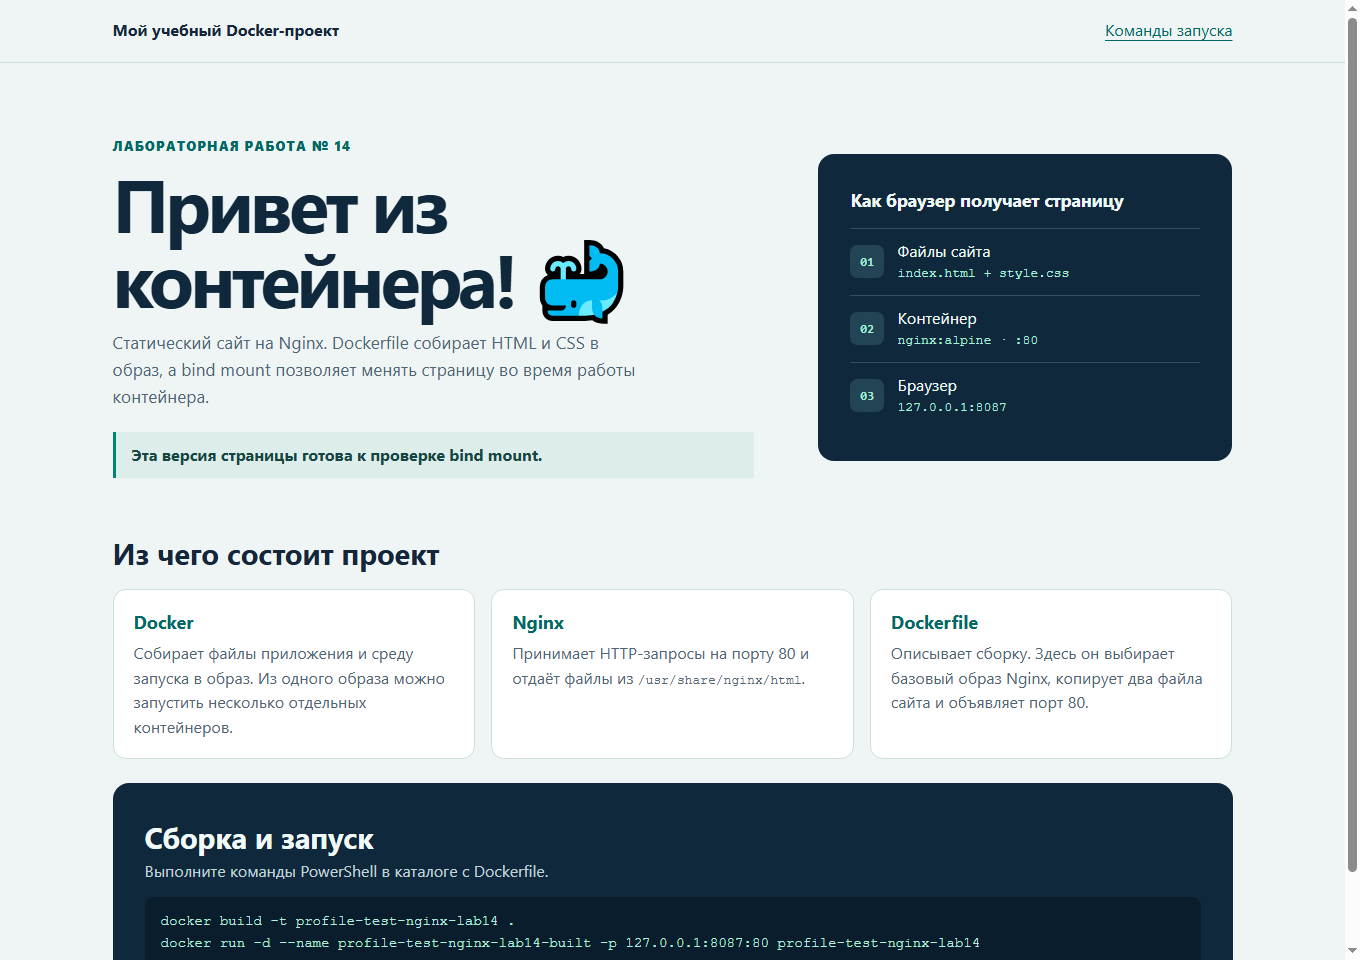 Мой учебный Docker-проект
Команды запуска
ЛАБОРАТОРНАЯ РАБОТА № 14
Привет из
контейнера! 🐳
Статический сайт на Nginx. Dockerfile собирает HTML и CSS в
образ, а bind mount позволяет менять страницу во время работы
контейнера.
Эта версия страницы готова к проверке bind mount.
Как браузер получает страницу
01
Файлы сайта
index.html + style.css
02
Контейнер
nginx:alpine · :80
03
Браузер
127.0.0.1:8087
Из чего состоит проект
Docker
Собирает файлы приложения и среду
запуска в образ. Из одного образа можно
запустить несколько отдельных
контейнеров.
Nginx
Принимает HTTP-запросы на порту 80 и
отдаёт файлы из /usr/share/nginx/html.
Dockerfile
Описывает сборку. Здесь он выбирает
базовый образ Nginx, копирует два файла
сайта и объявляет порт 80.
Сборка и запуск
Выполните команды PowerShell в каталоге с Dockerfile.
docker build -t profile-test-nginx-lab14 .
docker run -d --name profile-test-nginx-lab14-built -p 127.0.0.1:8087:80 profile-test-nginx-lab14